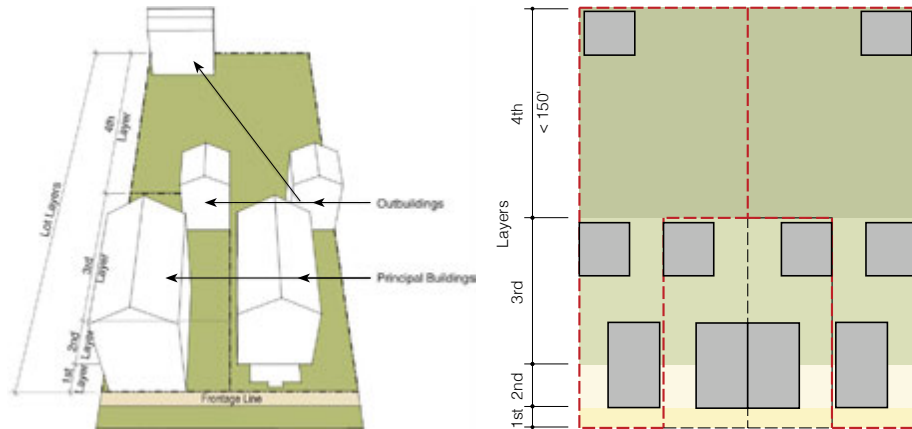 4th
Layer
Lot Layers
3rd
Layer
2nd
Layer
1st
Layer
Outbuildings
Principal Buildings
Frontage Line
Layers
4th
< 150'
3rd
2nd
1st